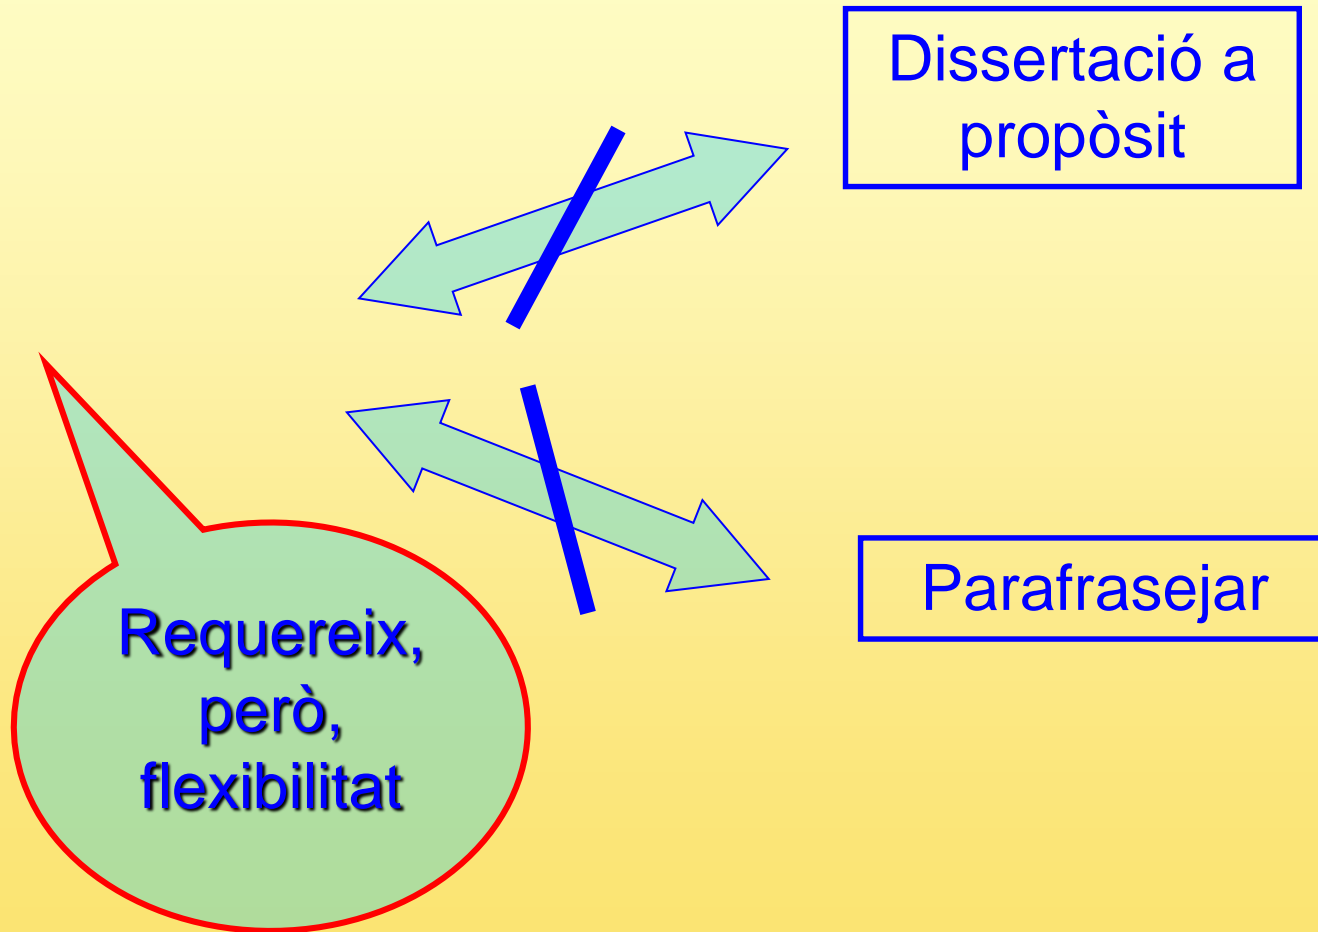 Dissertació a
propòsit
Parafrasejar
Requereix,
però,
flexibilitat